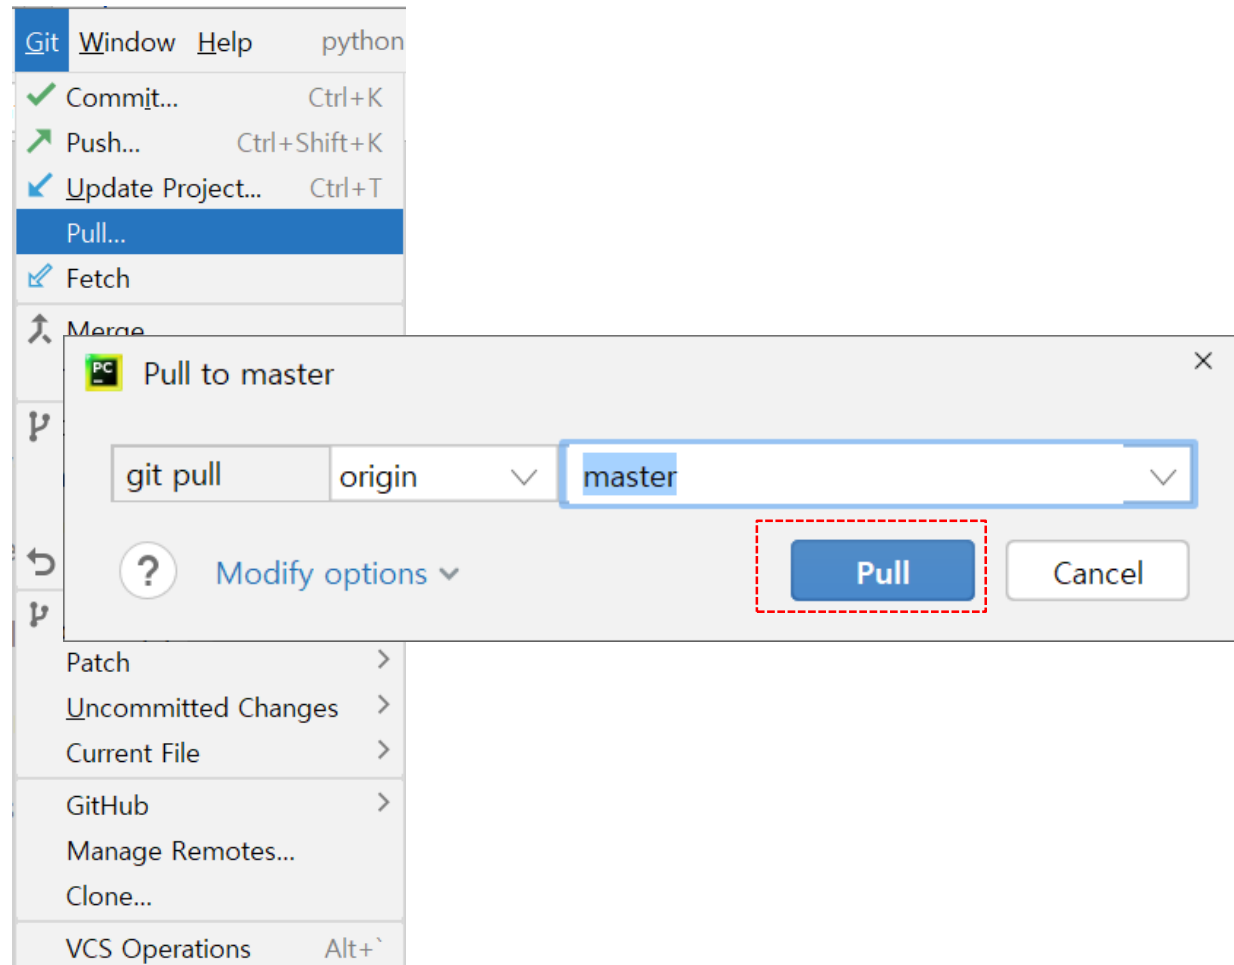 Git Window Help python
Commit... Ctrl+K
Push... Ctrl+Shift+K
Update Project... Ctrl+T
Pull...
Fetch
Merge
PC Pull to master
git pull origin master
? Modify options Pull Cancel
Patch
Uncommitted Changes
Current File
GitHub
Manage Remotes...
Clone...
VCS Operations Alt+`